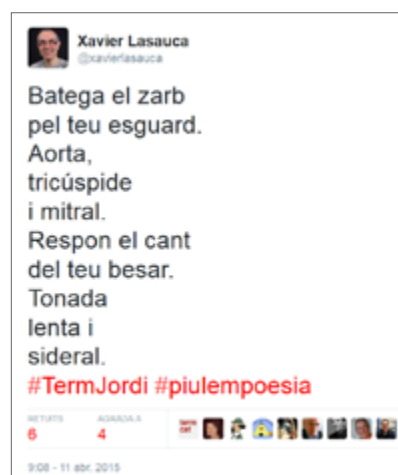 Xavier Lasauca
@xavierlasauca
Batega el zarb
pel teu esguard.
Aorta,
tricúspide
i mitral.
Respon el cant
del teu besar.
Tonada
lenta i
sideral.
#TermJordi #piulempoesia
RETUITS AGRADA A
6 4
9:08 - 11 abr. 2015